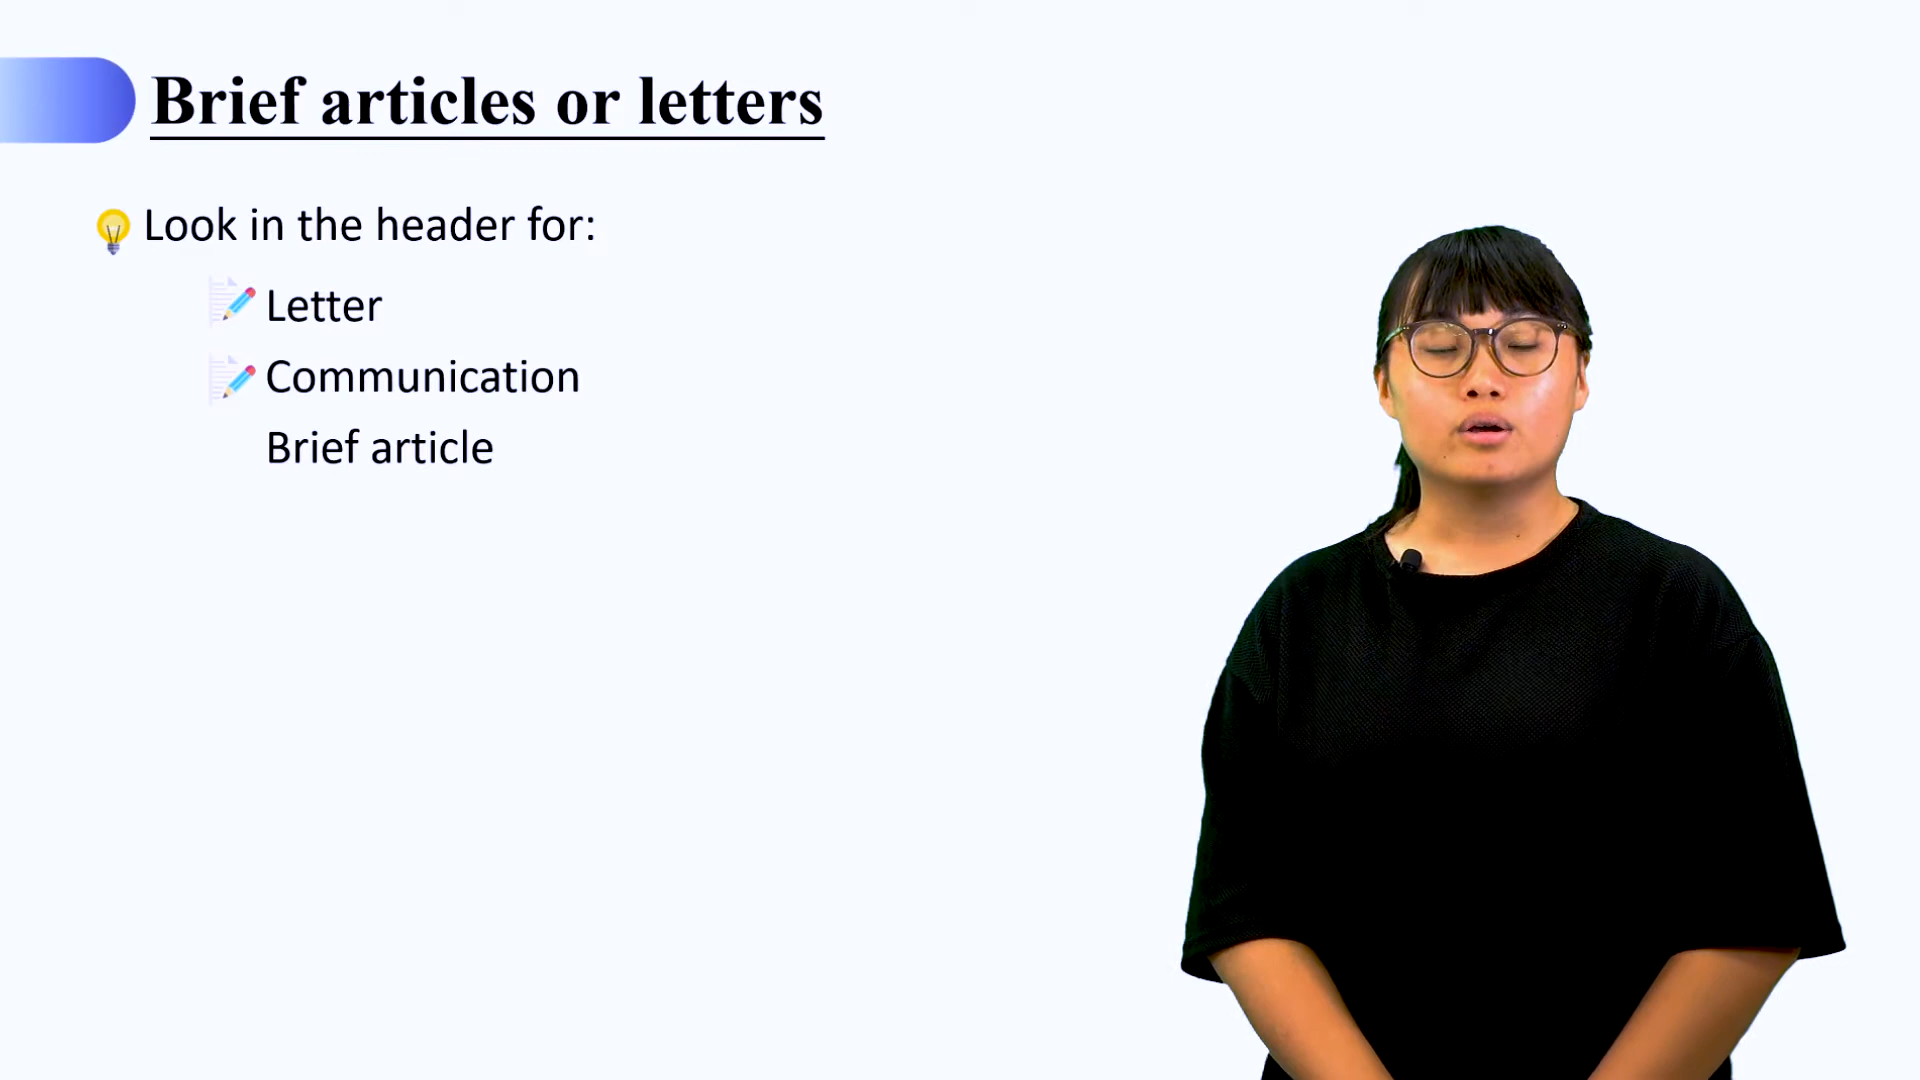 Brief articles or letters
Look in the header for:
Letter
Communication
Brief article